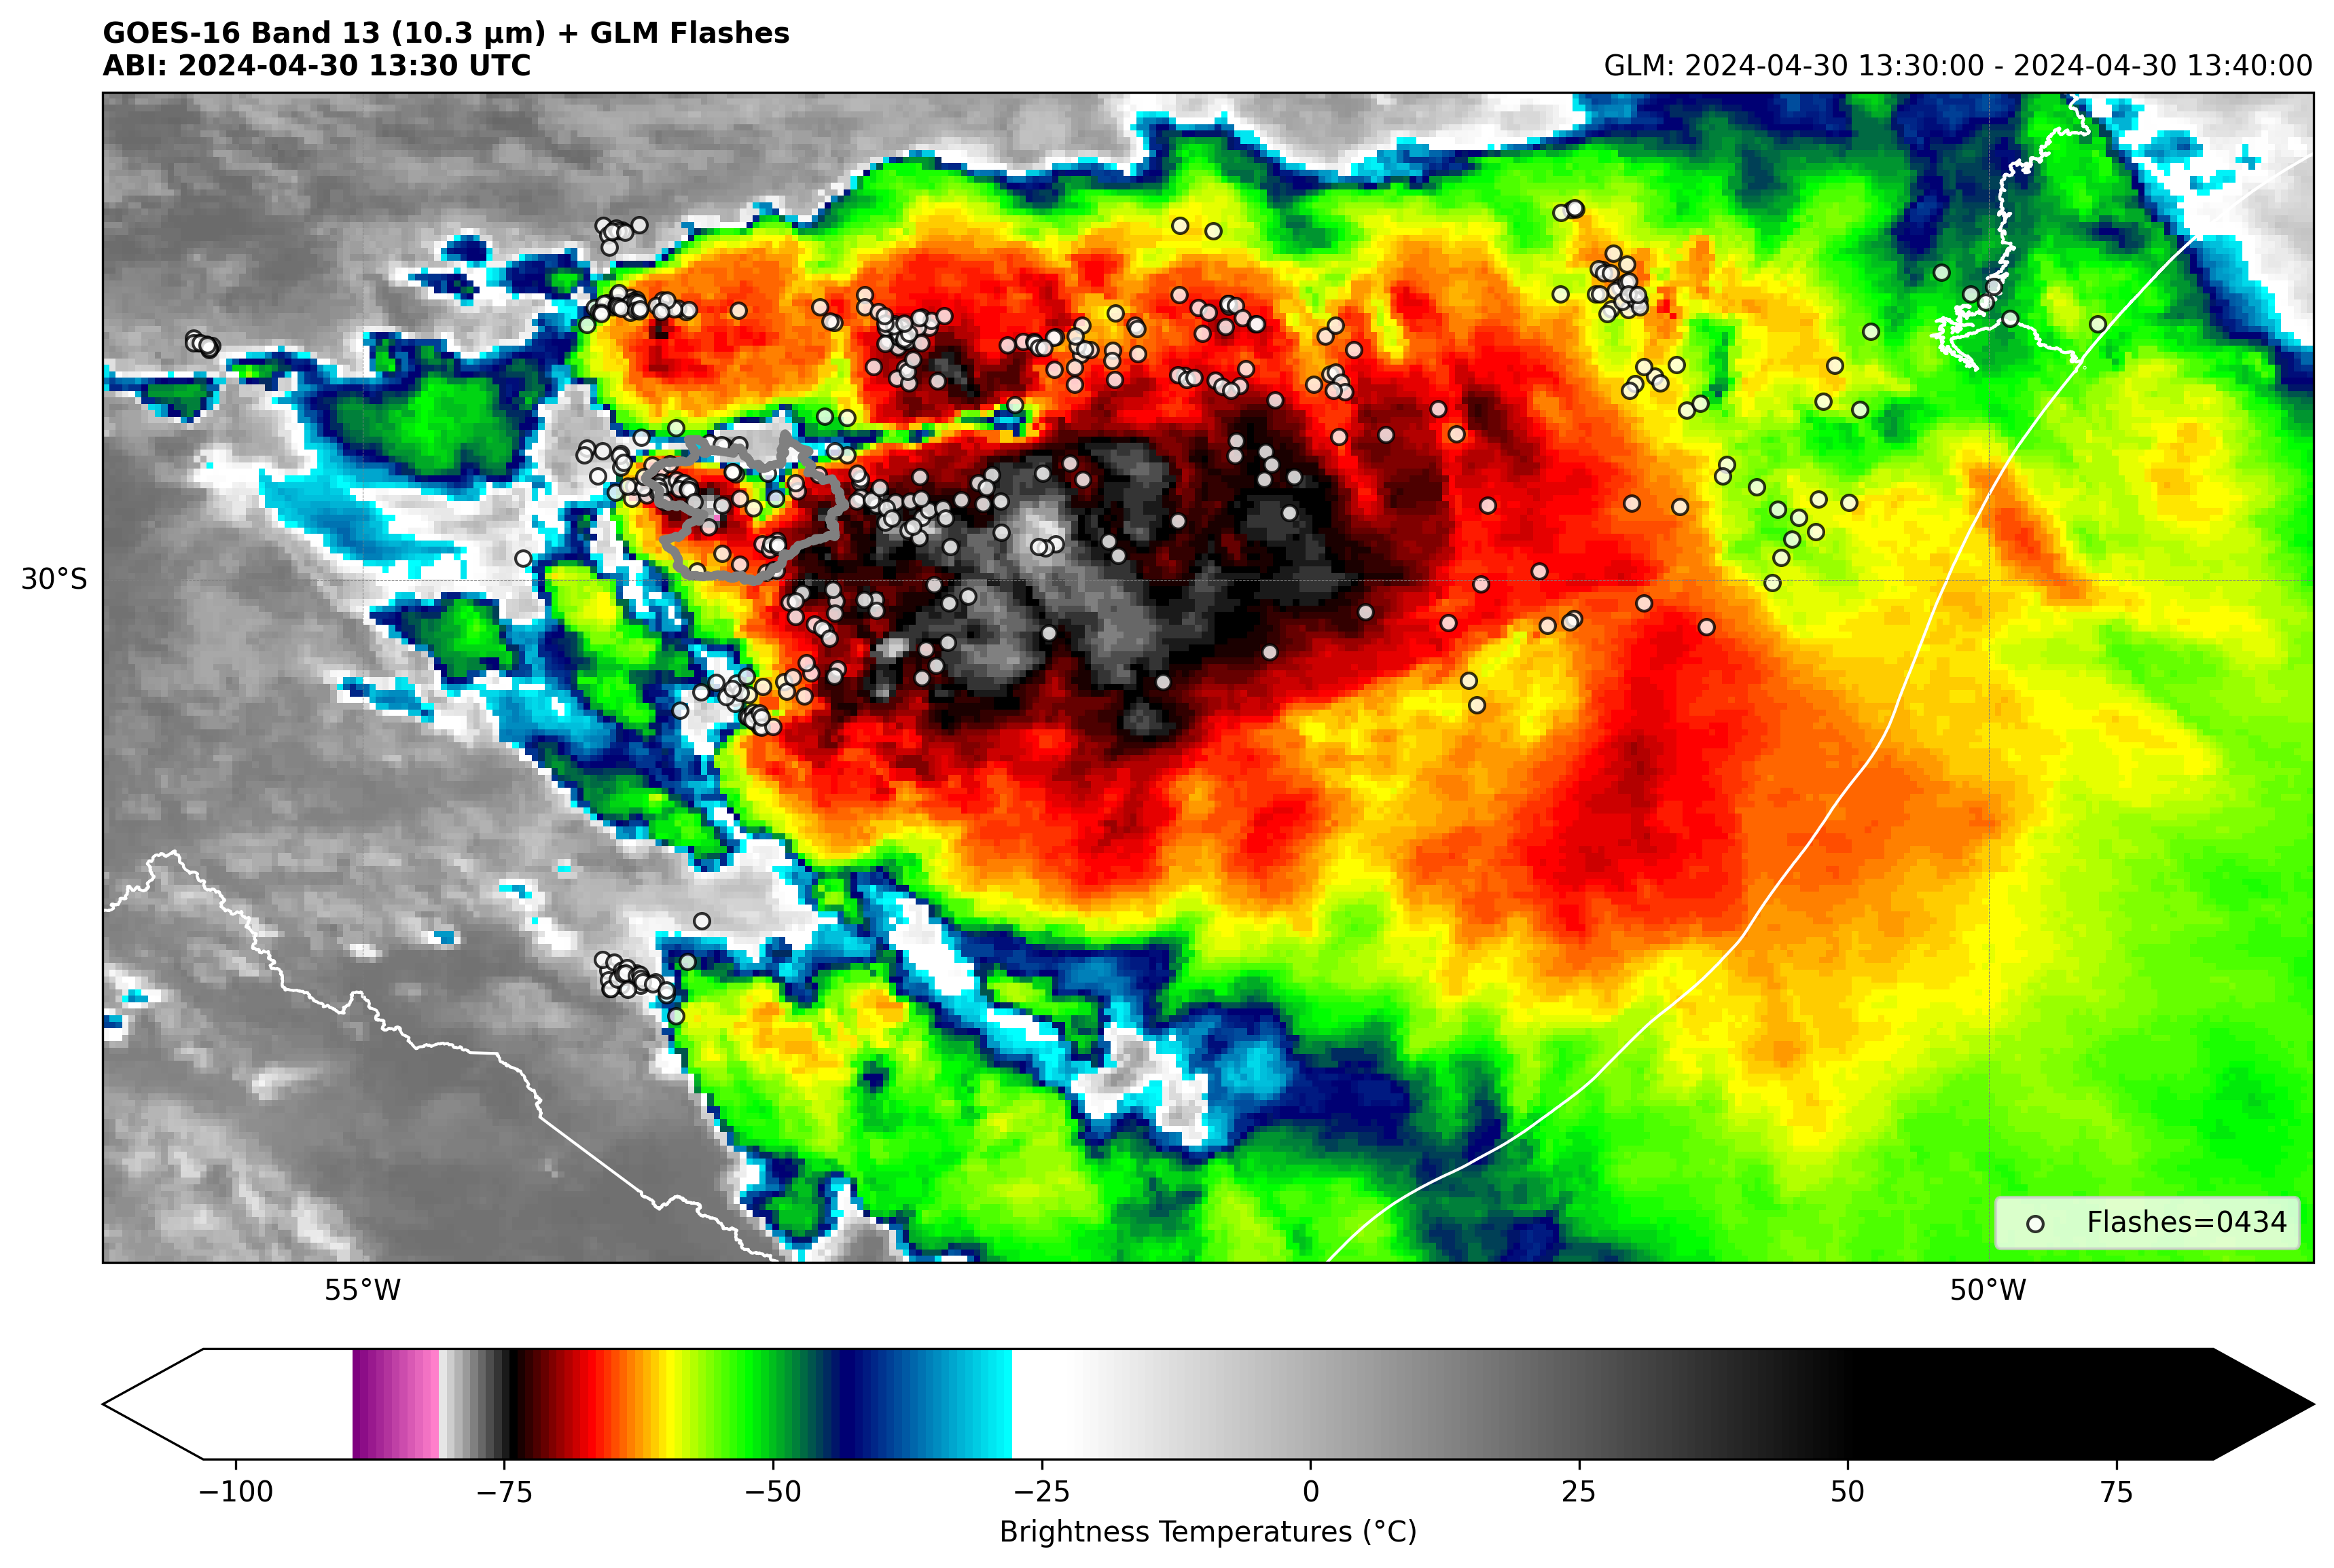 GOES-16 Band 13 (10.3 µm) + GLM Flashes
ABI: 2024-04-30 13:30 UTC
GLM: 2024-04-30 13:30:00 - 2024-04-30 13:40:00
30°S
Flashes=0434
55°W
50°W
−100
−75
−50
−25
0
25
50
75
Brightness Temperatures (°C)